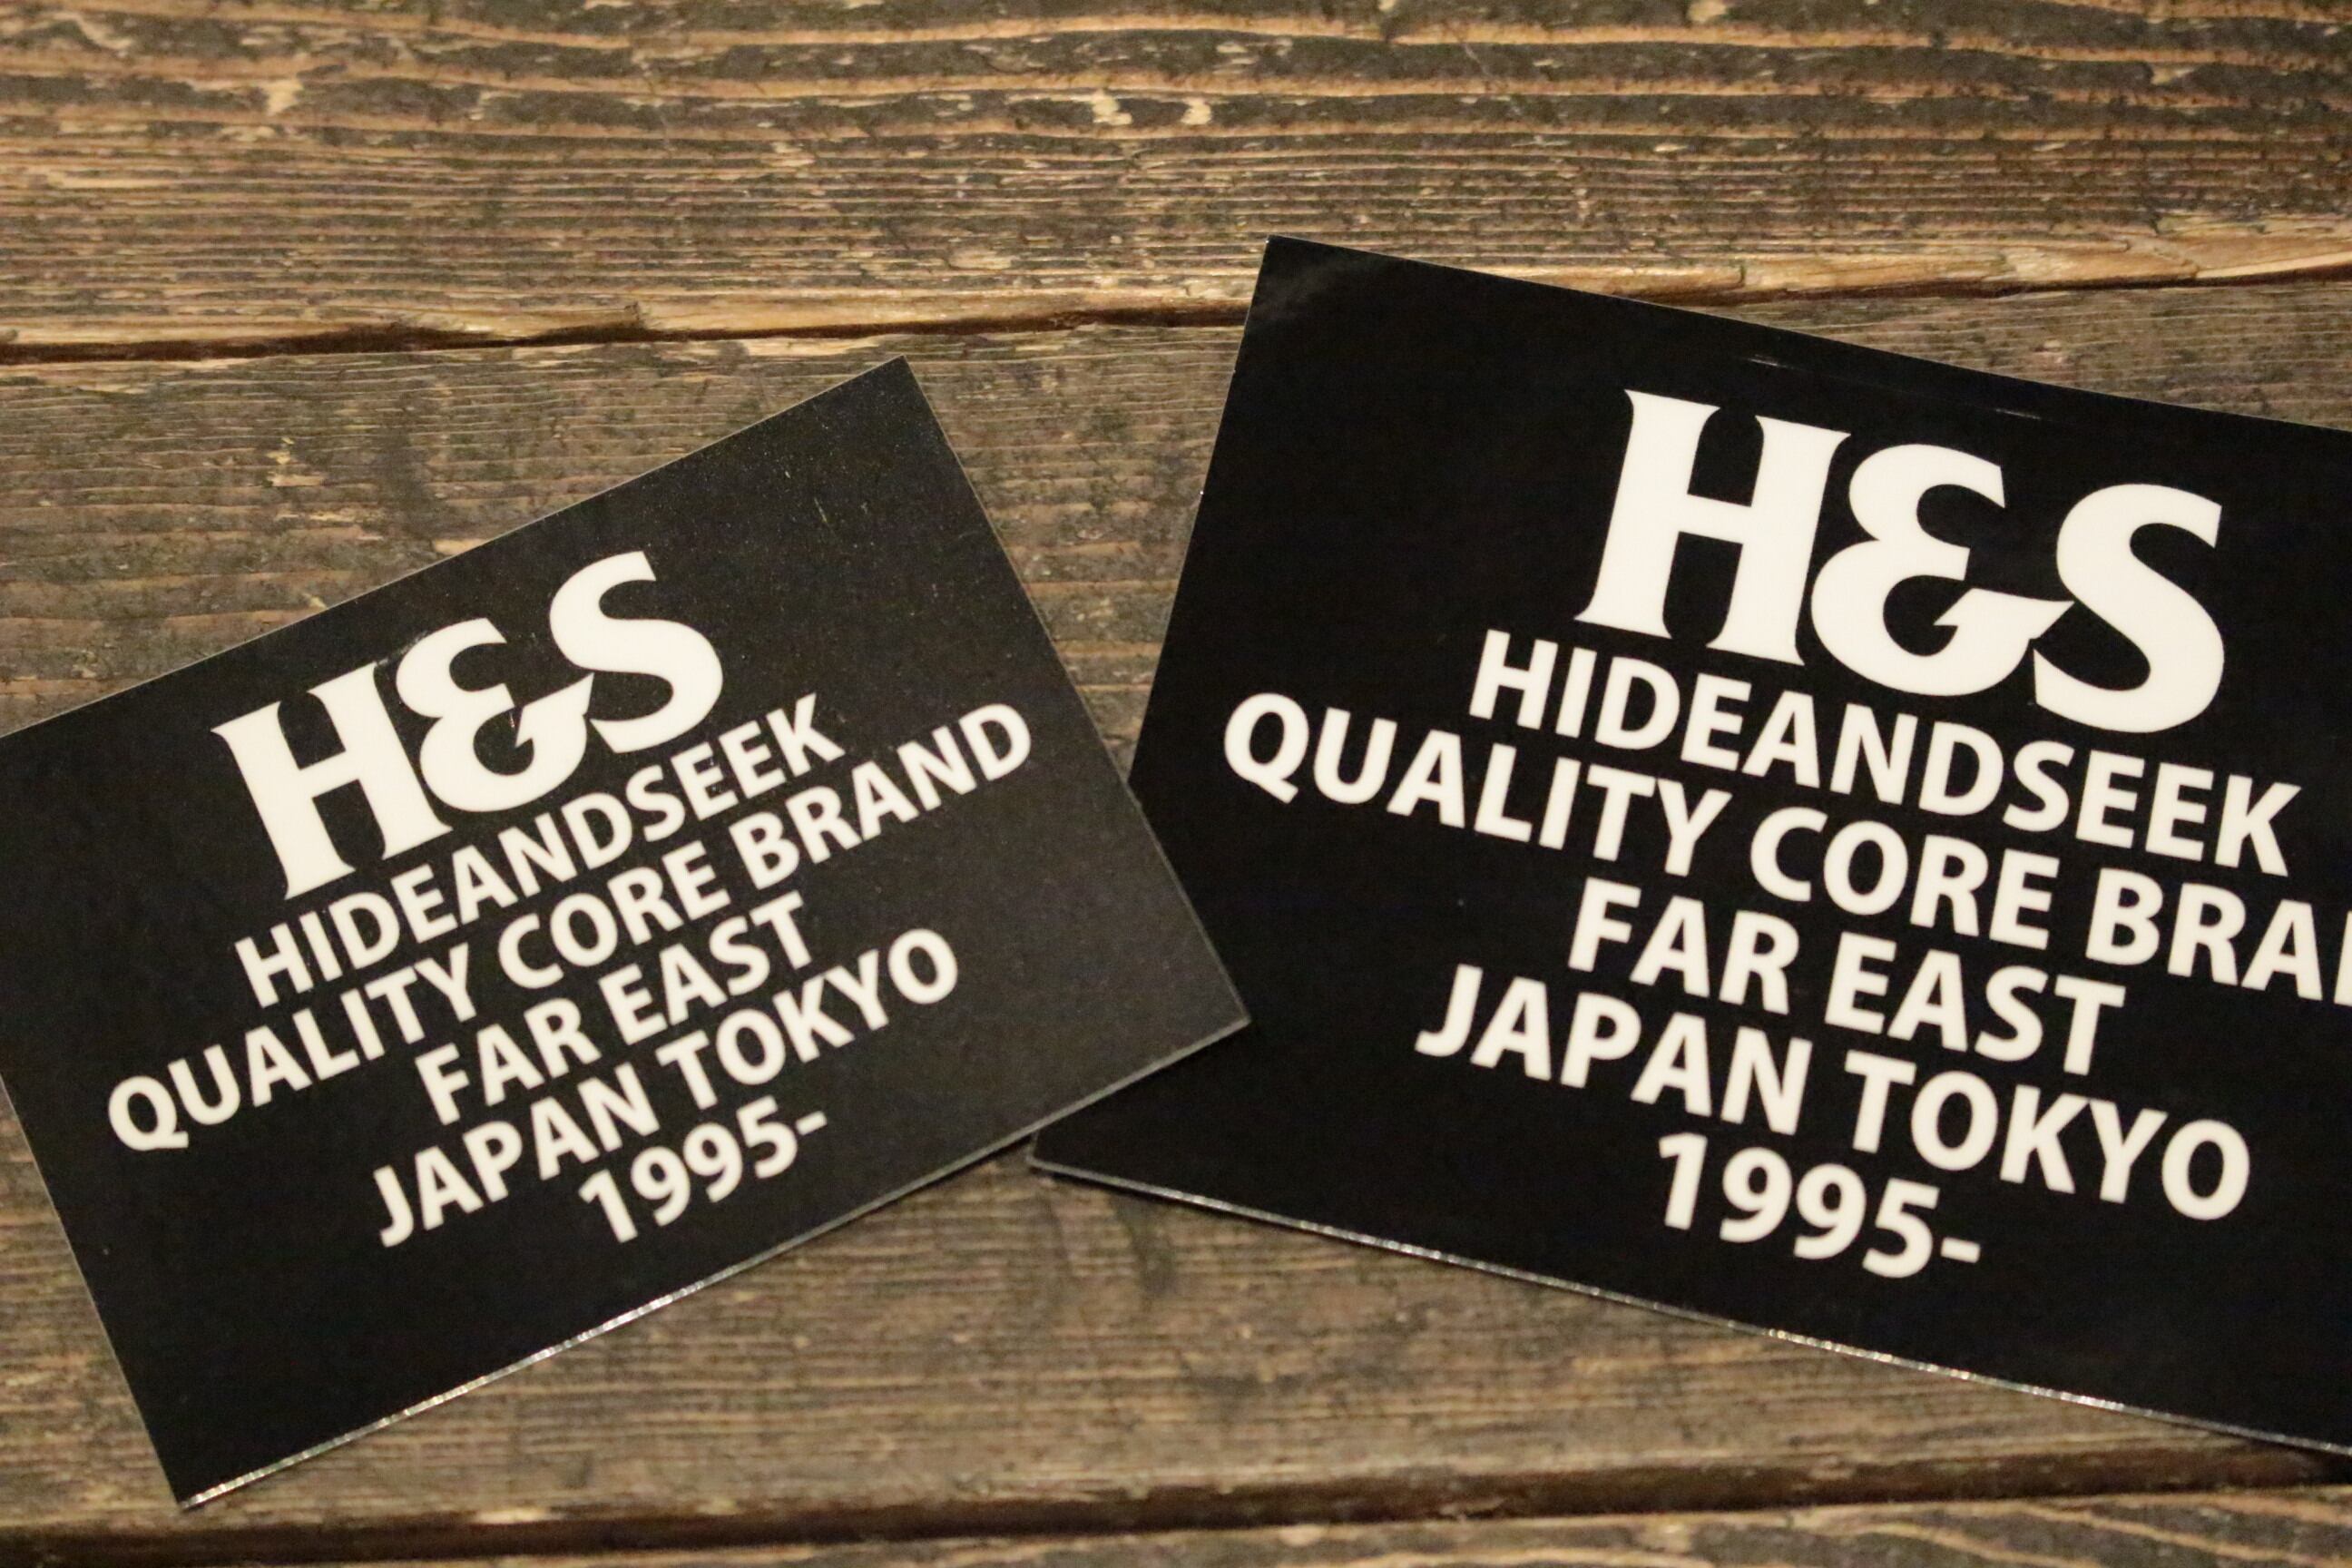 H&S
HIDEANDSEEK
QUALITY CORE BRAND
FAR EAST
JAPAN TOKYO
1995-
H&S
HIDEANDSEEK
QUALITY CORE BRA
FAR EAST
JAPAN TOKYO
1995-